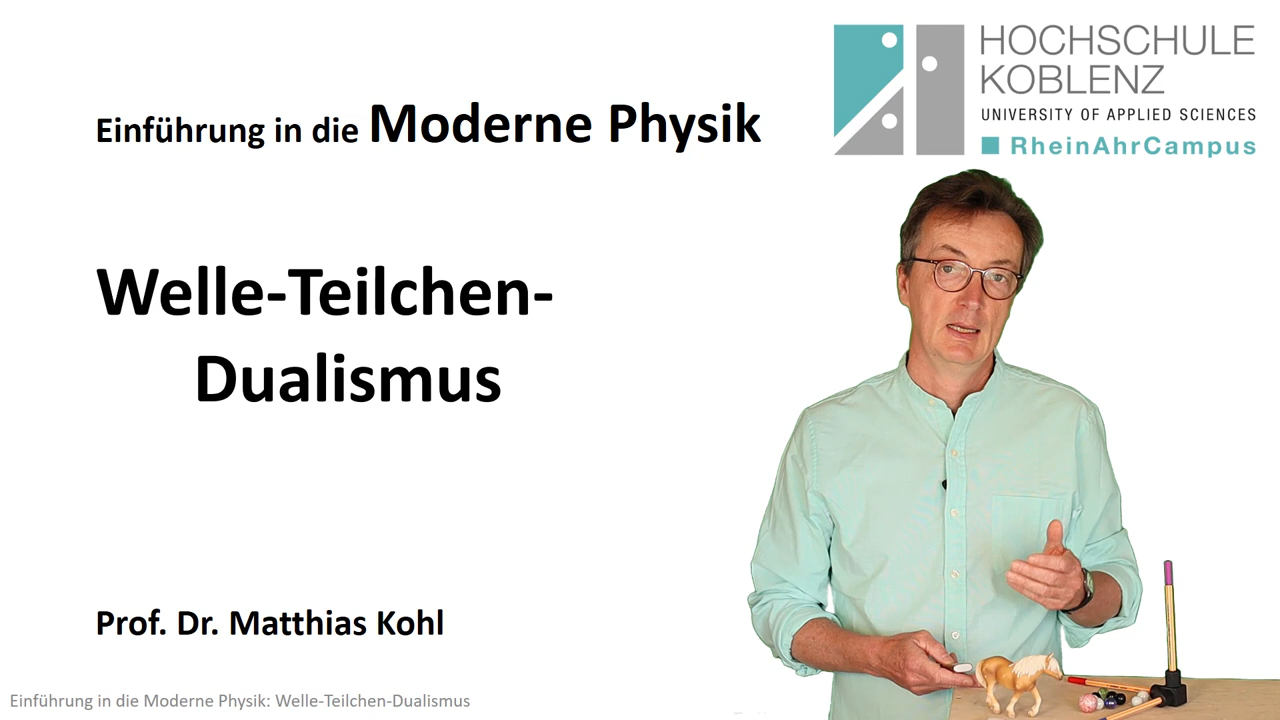 HOCHSCHULE
KOBLENZ
UNIVERSITY OF APPLIED SCIENCES
RheinAhrCampus
Einführung in die Moderne Physik
Welle-Teilchen-
Dualismus
Prof. Dr. Matthias Kohl
Einführung in die Moderne Physik: Welle-Teilchen-Dualismus